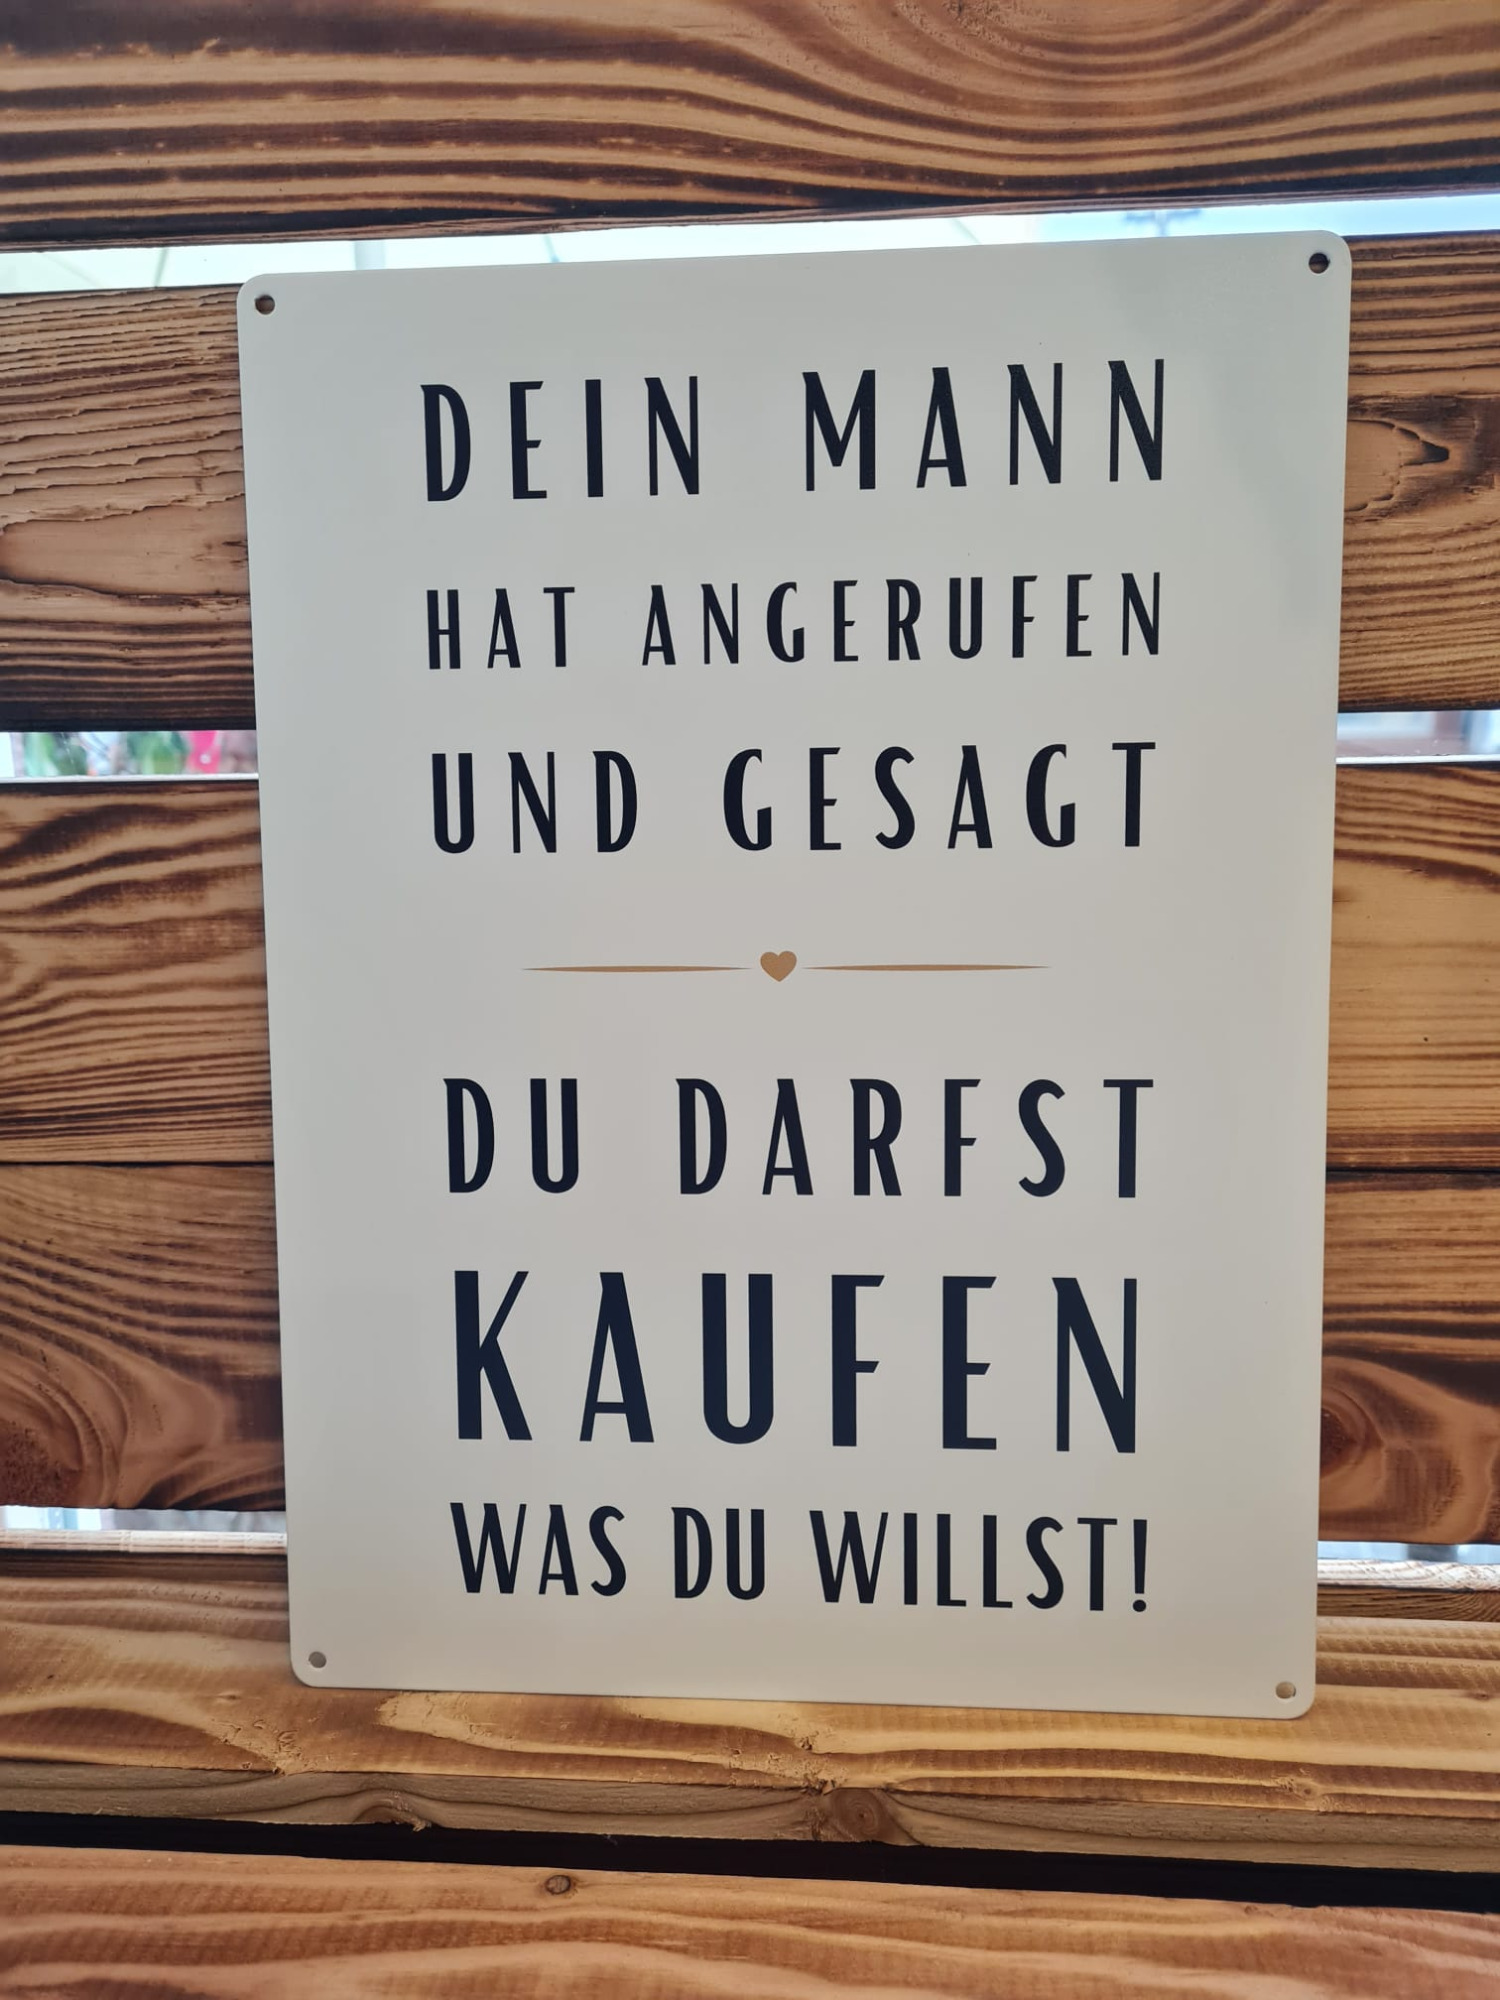 DEIN MANN
HAT ANGERUFEN
UND GESAGT
DU DARFST
KAUFEN
WAS DU WILLST!